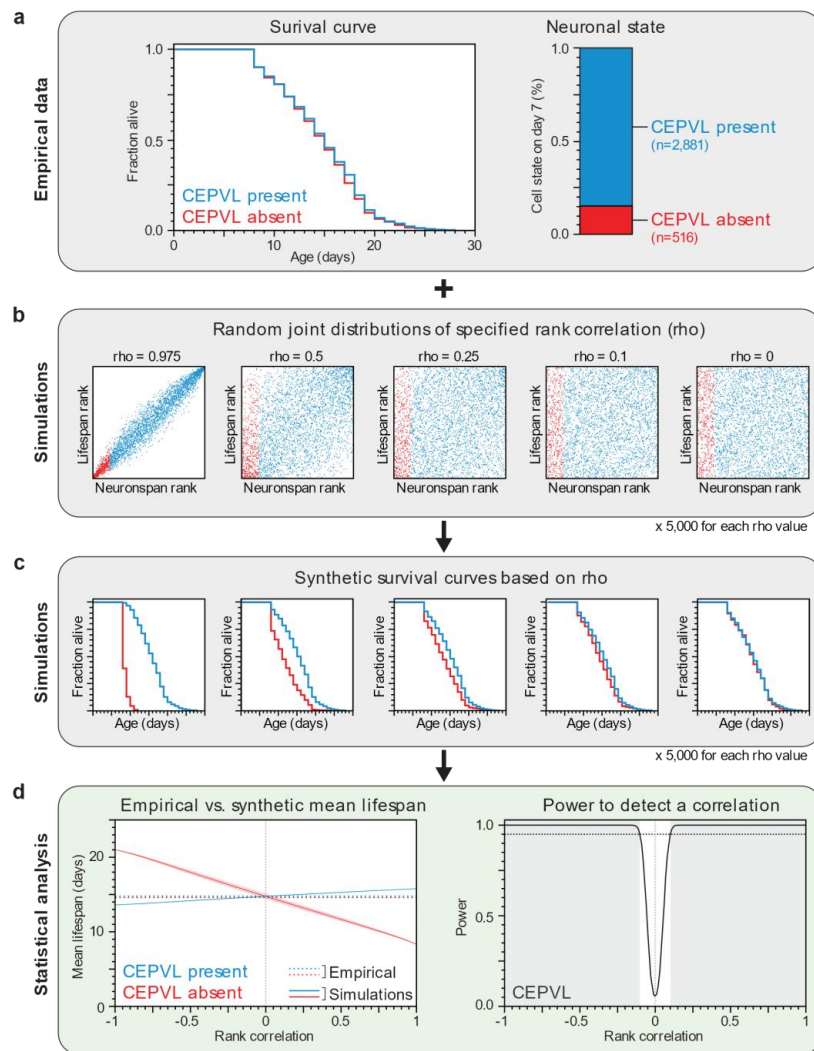 a
Empirical data
Surival curve
Fraction alive
1.0
0.5
0.0
CEPVL present
CEPVL absent
0
10
20
30
Age (days)
Neuronal state
Cell state on day 7 (%)
1.0
0.5
0.0
CEPVL present
(n=2,881)
CEPVL absent
(n=516)
+
b
Simulations
Random joint distributions of specified rank correlation (rho)
rho = 0.975
rho = 0.5
rho = 0.25
rho = 0.1
rho = 0
Lifespan rank
Lifespan rank
Lifespan rank
Lifespan rank
Lifespan rank
Neuronspan rank
Neuronspan rank
Neuronspan rank
Neuronspan rank
Neuronspan rank
x 5,000 for each rho value
c
Simulations
Synthetic survival curves based on rho
Fraction alive
Fraction alive
Fraction alive
Fraction alive
Fraction alive
Age (days)
Age (days)
Age (days)
Age (days)
Age (days)
x 5,000 for each rho value
d
Statistical analysis
Empirical vs. synthetic mean lifespan
Mean lifespan (days)
20
10
0
CEPVL present
CEPVL absent
Empirical
Simulations
-1
-0.5
0
0.5
1
Rank correlation
Power to detect a correlation
Power
1.0
0.5
0.0
CEPVL
-1
-0.5
0
0.5
1
Rank correlation